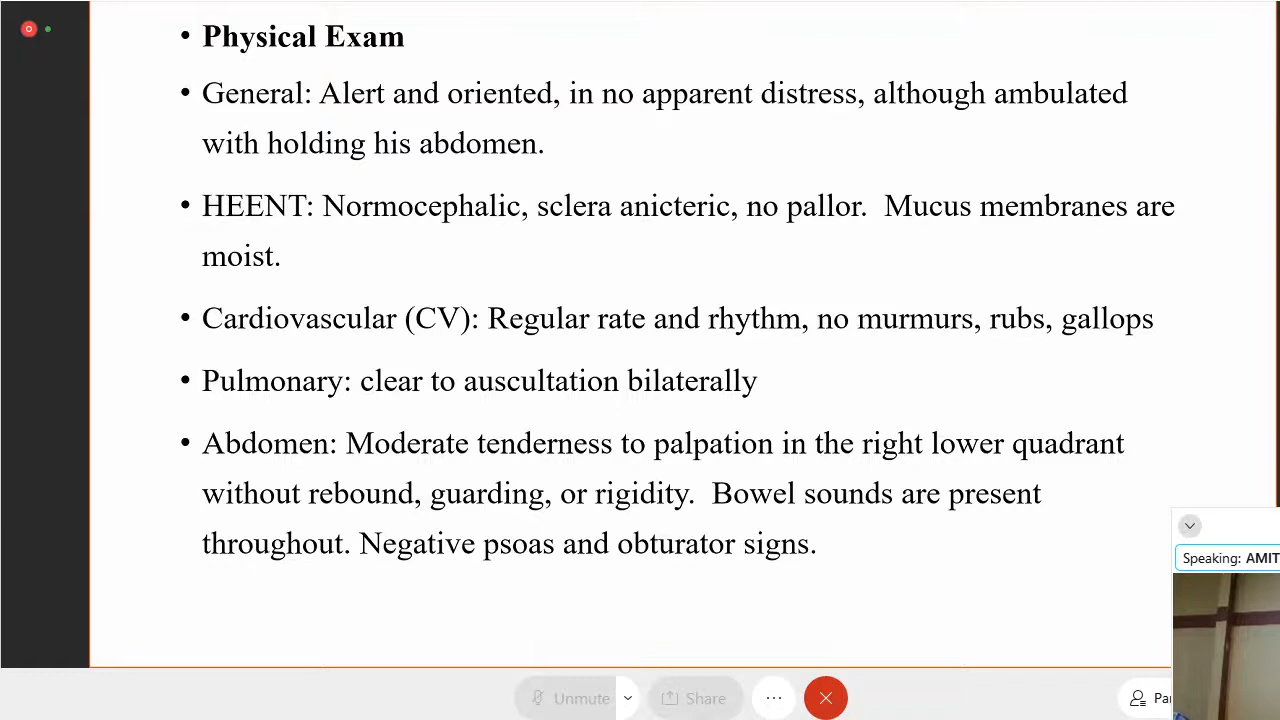 • Physical Exam
• General: Alert and oriented, in no apparent distress, although ambulated
with holding his abdomen.
• HEENT: Normocephalic, sclera anicteric, no pallor.  Mucus membranes are
moist.
• Cardiovascular (CV): Regular rate and rhythm, no murmurs, rubs, gallops
• Pulmonary: clear to auscultation bilaterally
• Abdomen: Moderate tenderness to palpation in the right lower quadrant
without rebound, guarding, or rigidity.  Bowel sounds are present
throughout. Negative psoas and obturator signs.
Speaking: AMIT
Unmute
Share